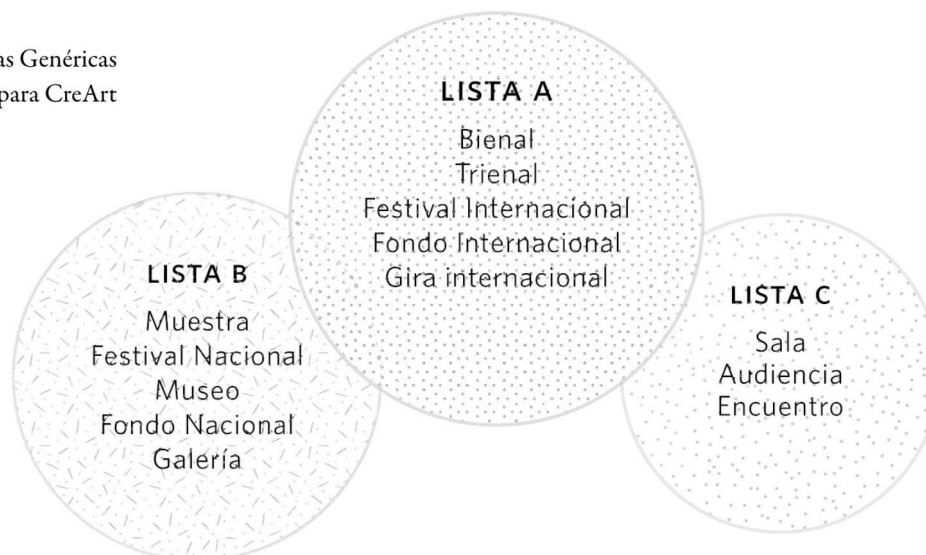 as Genéricas
para CreArt
LISTA A
Bienal
Trienal
Festival Internacional
Fondo Internacional
Gira internacional
LISTA B
Muestra
Festival Nacional
Museo
Fondo Nacional
Galería
LISTA C
Sala
Audiencia
Encuentro